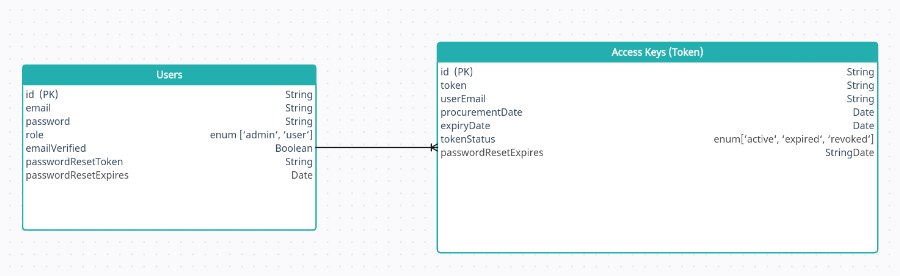 Users
id (PK) String
email String
password String
role enum [‘admin’, ‘user’]
emailVerified Boolean
passwordResetToken String
passwordResetExpires Date
Access Keys (Token)
id (PK) String
token String
userEmail String
procurementDate Date
expiryDate Date
tokenStatus enum[‘active’, ‘expired’, ‘revoked’]
passwordResetExpires StringDate